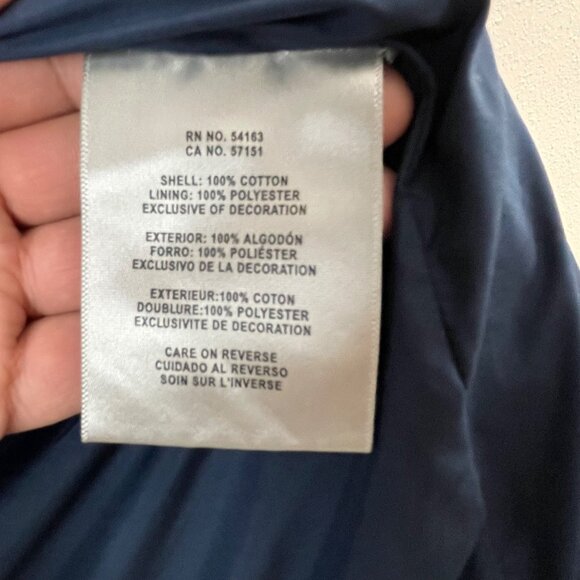 RN NO. 54163
CA NO. 57151
SHELL: 100% COTTON
LINING: 100% POLYESTER
EXCLUSIVE OF DECORATION
EXTERIOR: 100% ALGODÓN
FORRO: 100% POLIÉSTER
EXCLUSIVO DE LA DECORATION
EXTERIEUR:100% COTON
DOUBLURE:100% POLYESTER
EXCLUSIVITE DE DECORATION
CARE ON REVERSE
CUIDADO AL REVERSO
SOIN SUR L'INVERSE